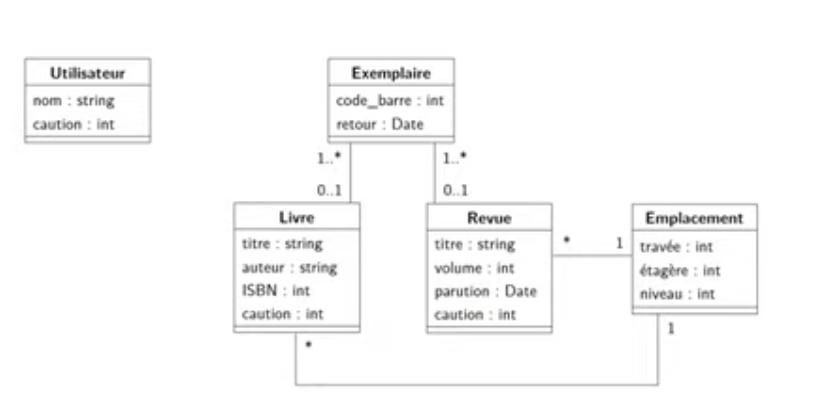 Utilisateur
nom : string
caution : int
Exemplaire
code_barre : int
retour : Date
1..*
1..*
0..1
0..1
Livre
titre : string
auteur : string
ISBN : int
caution : int
Revue
titre : string
volume : int
parution : Date
caution : int
*
1
Emplacement
travée : int
étagère : int
niveau : int
*
1